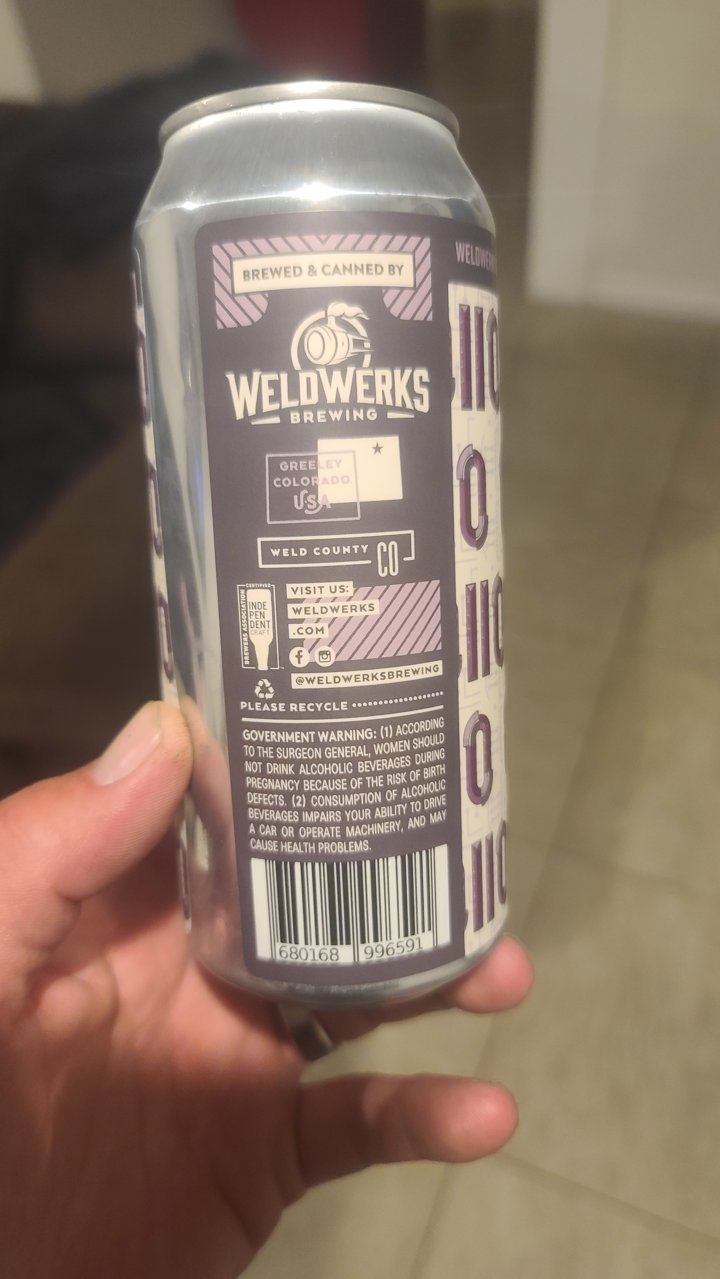 BREWED & CANNED BY
WELDWERKS
BREWING
GREELEY
COLORADO
USA
WELD COUNTY
CO
CERTIFIED
BREWERS ASSOCIATION
INDE
PEN
DENT
CRAFT
VISIT US:
WELDWERKS
.COM
@WELDWERKSBREWING
PLEASE RECYCLE
GOVERNMENT WARNING: (1) ACCORDING
TO THE SURGEON GENERAL, WOMEN SHOULD
NOT DRINK ALCOHOLIC BEVERAGES DURING
PREGNANCY BECAUSE OF THE RISK OF BIRTH
DEFECTS. (2) CONSUMPTION OF ALCOHOLIC
BEVERAGES IMPAIRS YOUR ABILITY TO DRIVE
A CAR OR OPERATE MACHINERY, AND MAY
CAUSE HEALTH PROBLEMS.
680168 996591